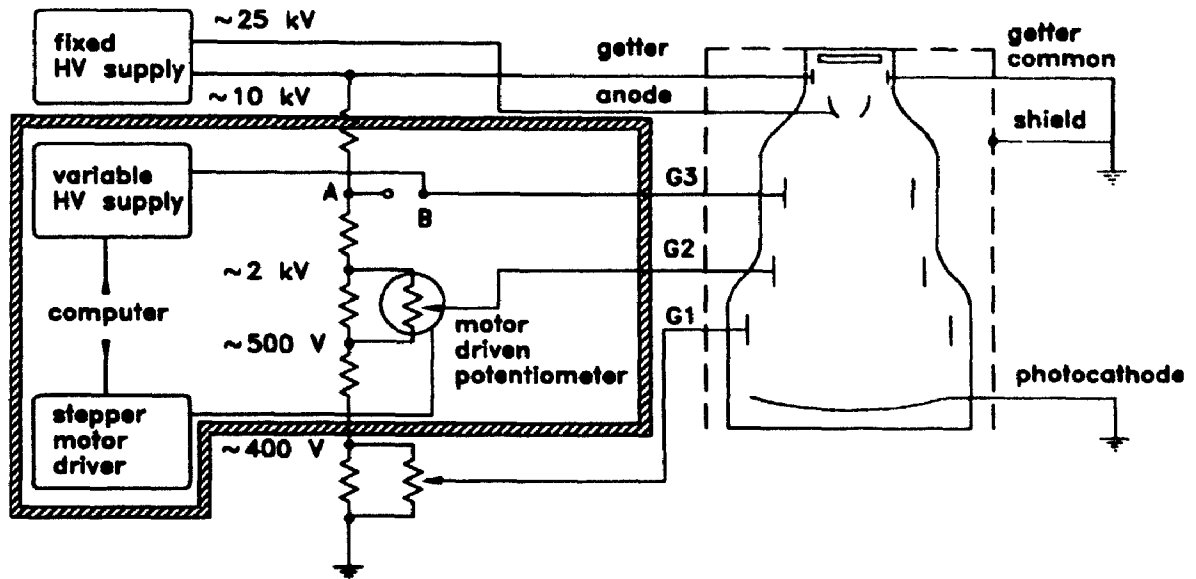 ~25 kV
fixed
HV supply
~10 kV
getter
anode
getter
common
shield
variable
HV supply
A
B
G3
G2
G1
~2 kV
computer
~500 V
motor
driven
potentiometer
photocathode
stepper
motor
driver
~400 V